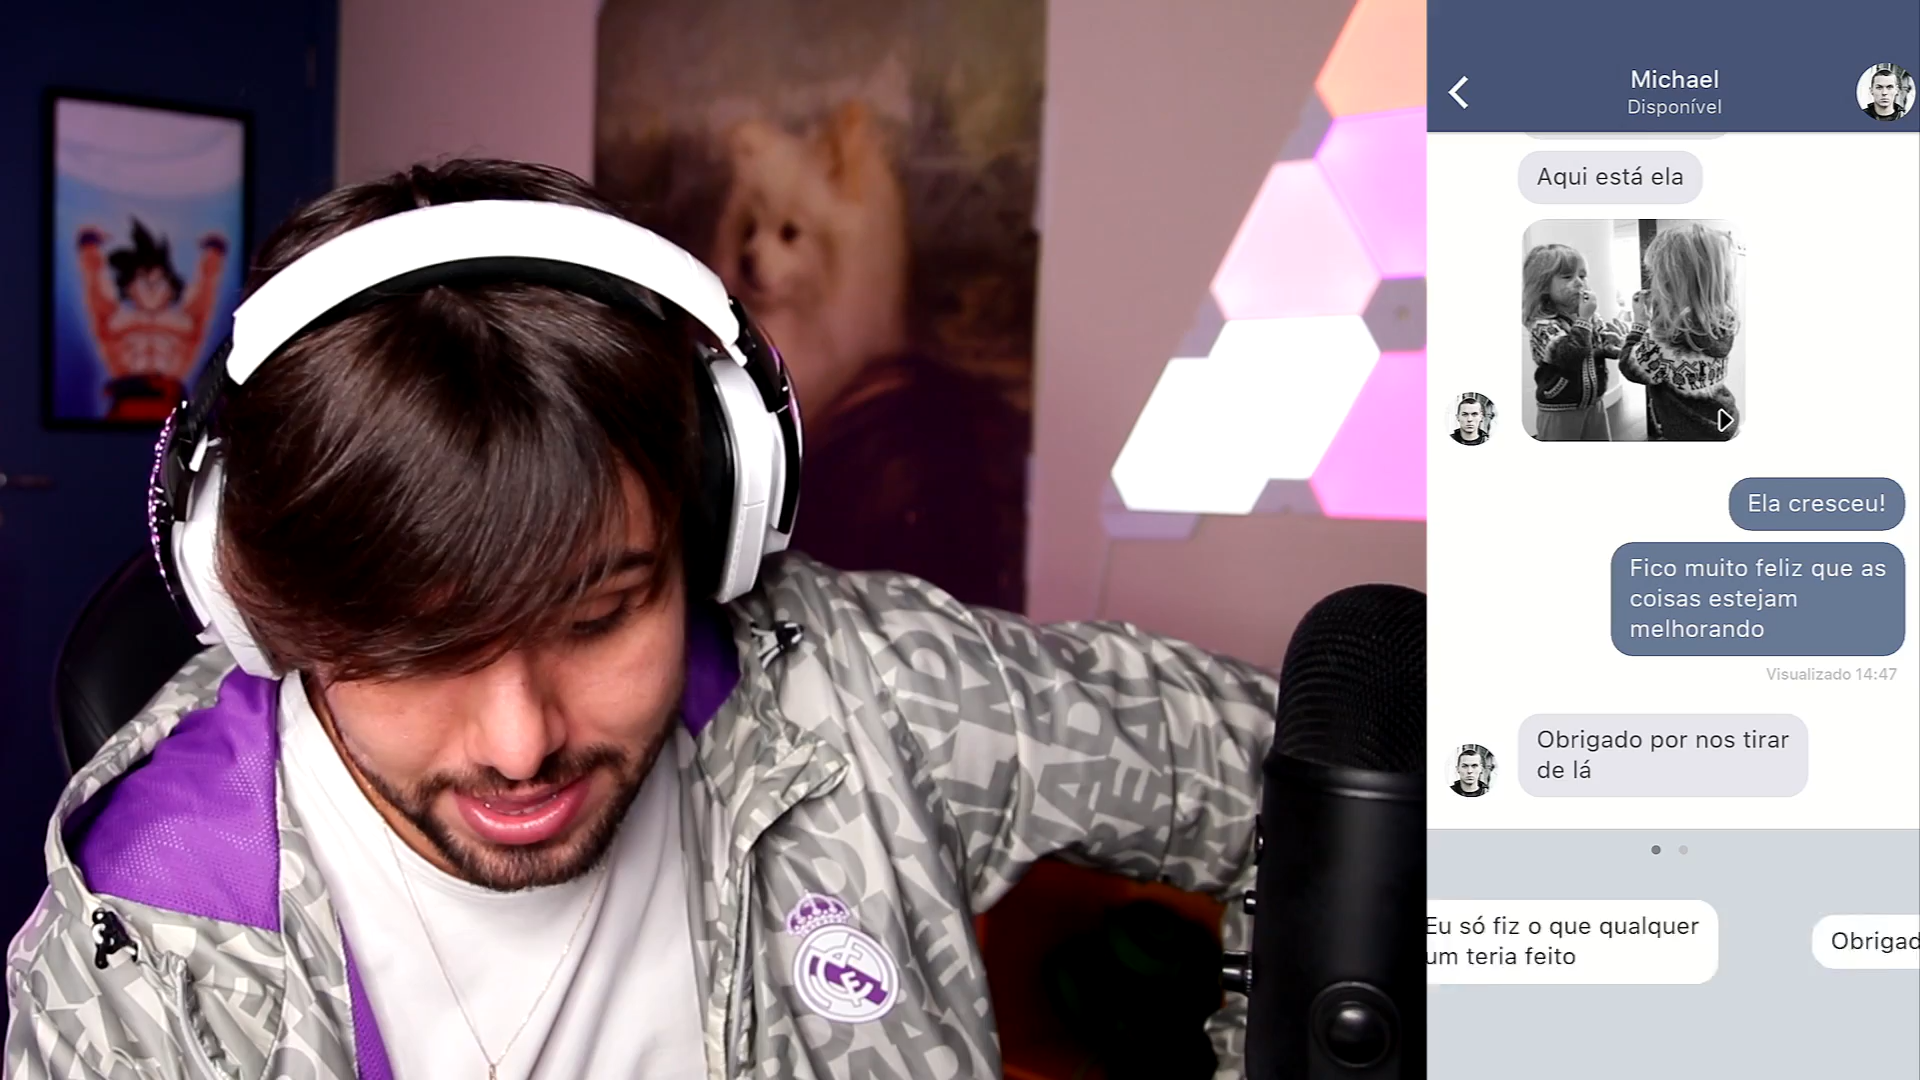 Michael
Disponível
Aqui está ela
Ela cresceu!
Fico muito feliz que as
coisas estejam
melhorando
Visualizado 14:47
Obrigado por nos tirar
de lá
Eu só fiz o que qualquer
um teria feito
Obrigad